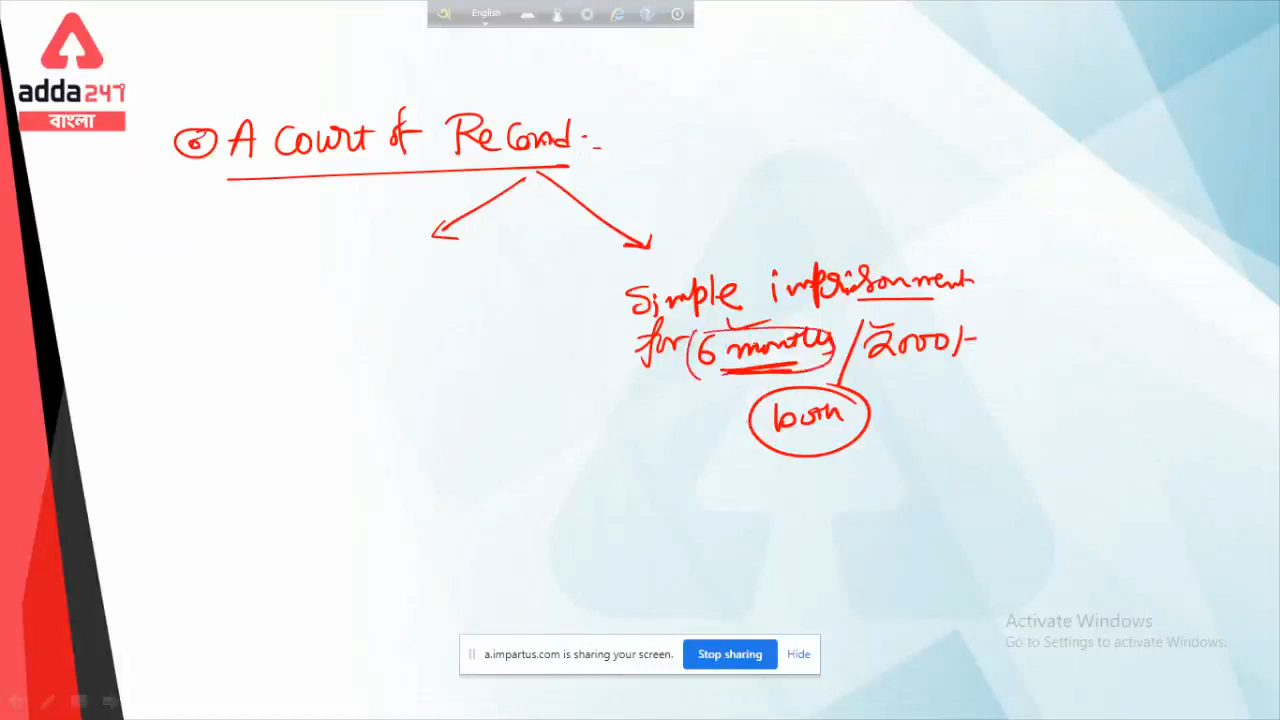 English
adda247
বাংলা
A Court of Record :-
Simple imprisonment
for (6 months) / 2000/-
both
a.impartus.com is sharing your screen. Stop sharing Hide
Activate Windows
Go to Settings to activate Windows.